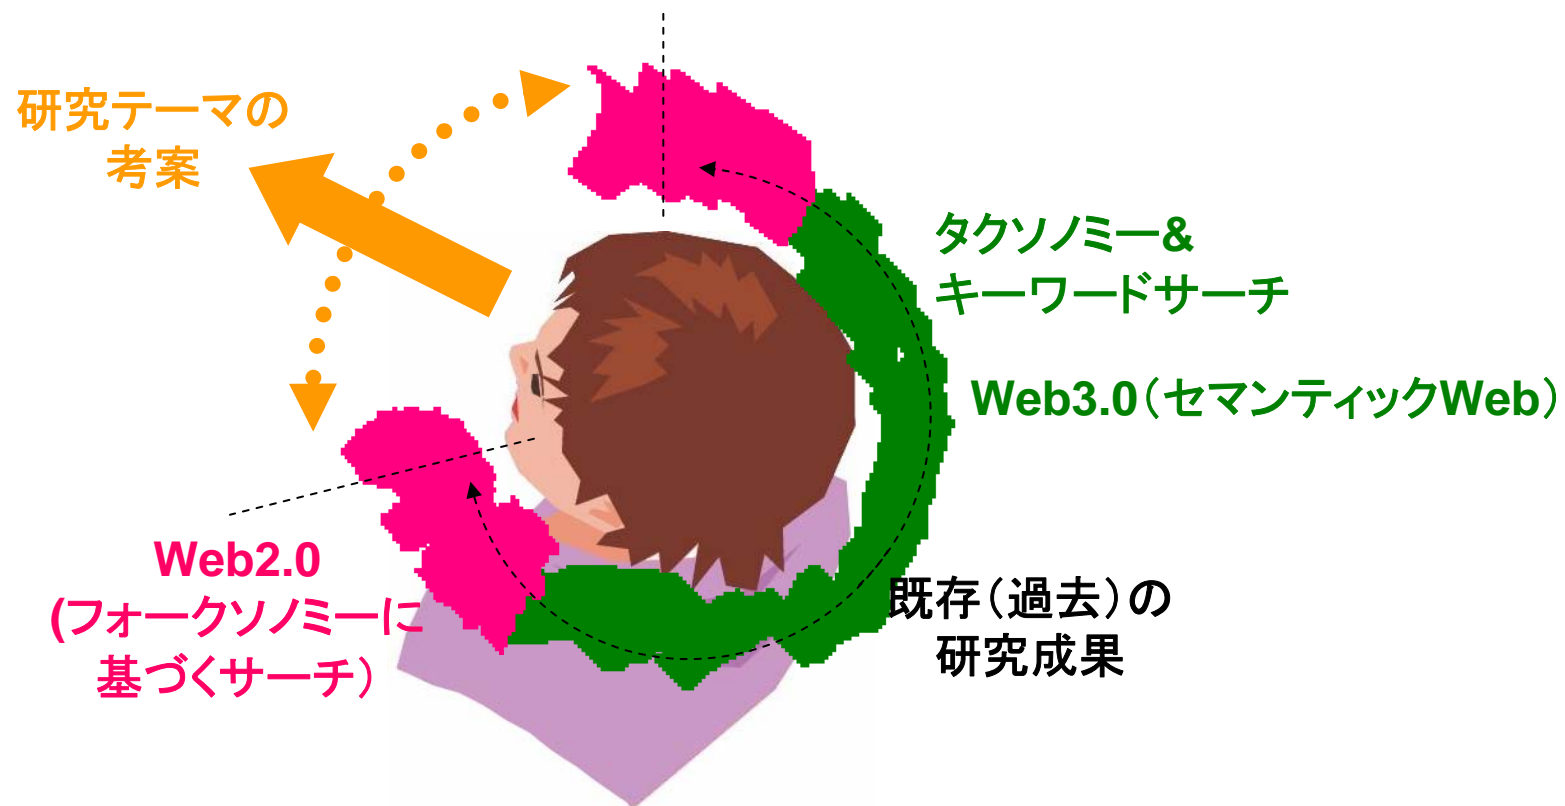 研究テーマの
考案
タクソノミー&
キーワードサーチ
Web3.0（セマンティックWeb）
Web2.0
(フォークソノミーに
基づくサーチ）
既存（過去）の
研究成果